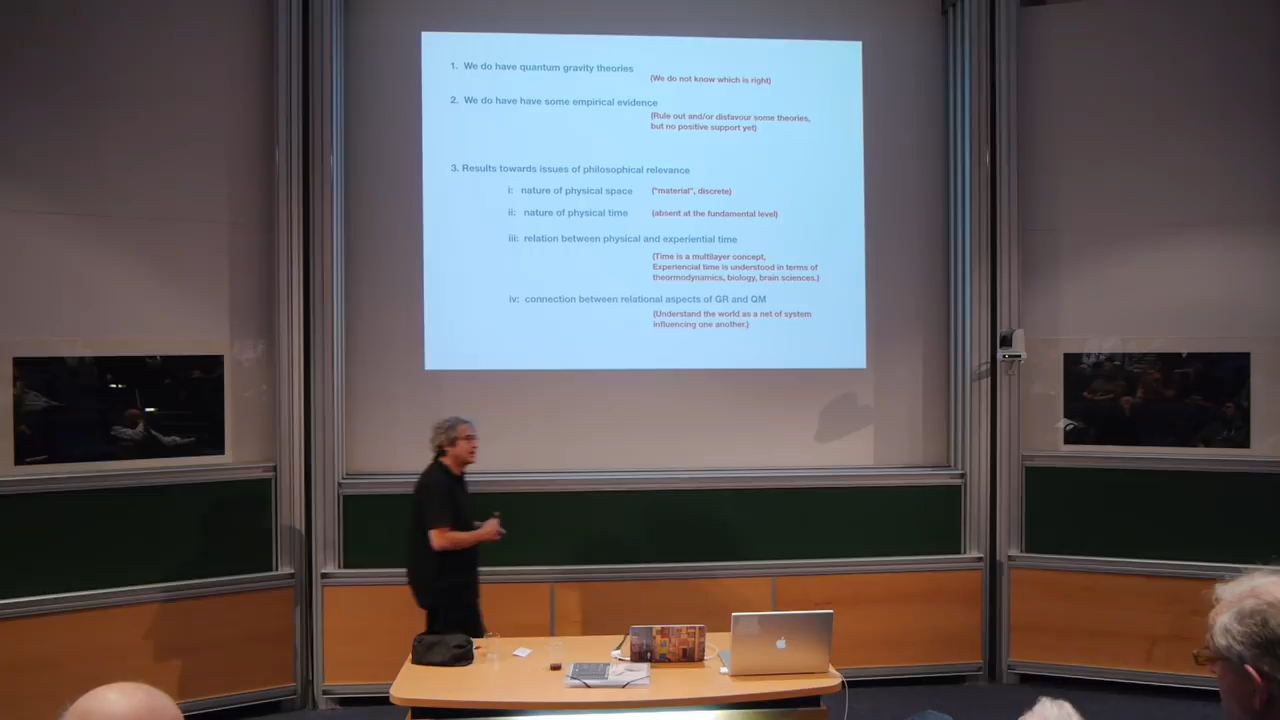 1. We do have quantum gravity theories
(We do not know which is right)
2. We do have have some empirical evidence
(Rule out and/or disfavour some theories,
but no positive support yet)
3. Results towards issues of philosophical relevance
i: nature of physical space ("material", discrete)
ii: nature of physical time (absent at the fundamental level)
iii: relation between physical and experiential time
(Time is a multilayer concept,
Experiencial time is understood in terms of
theormodynamics, biology, brain sciences.)
iv: connection between relational aspects of GR and QM
(Understand the world as a net of system
influencing one another.)